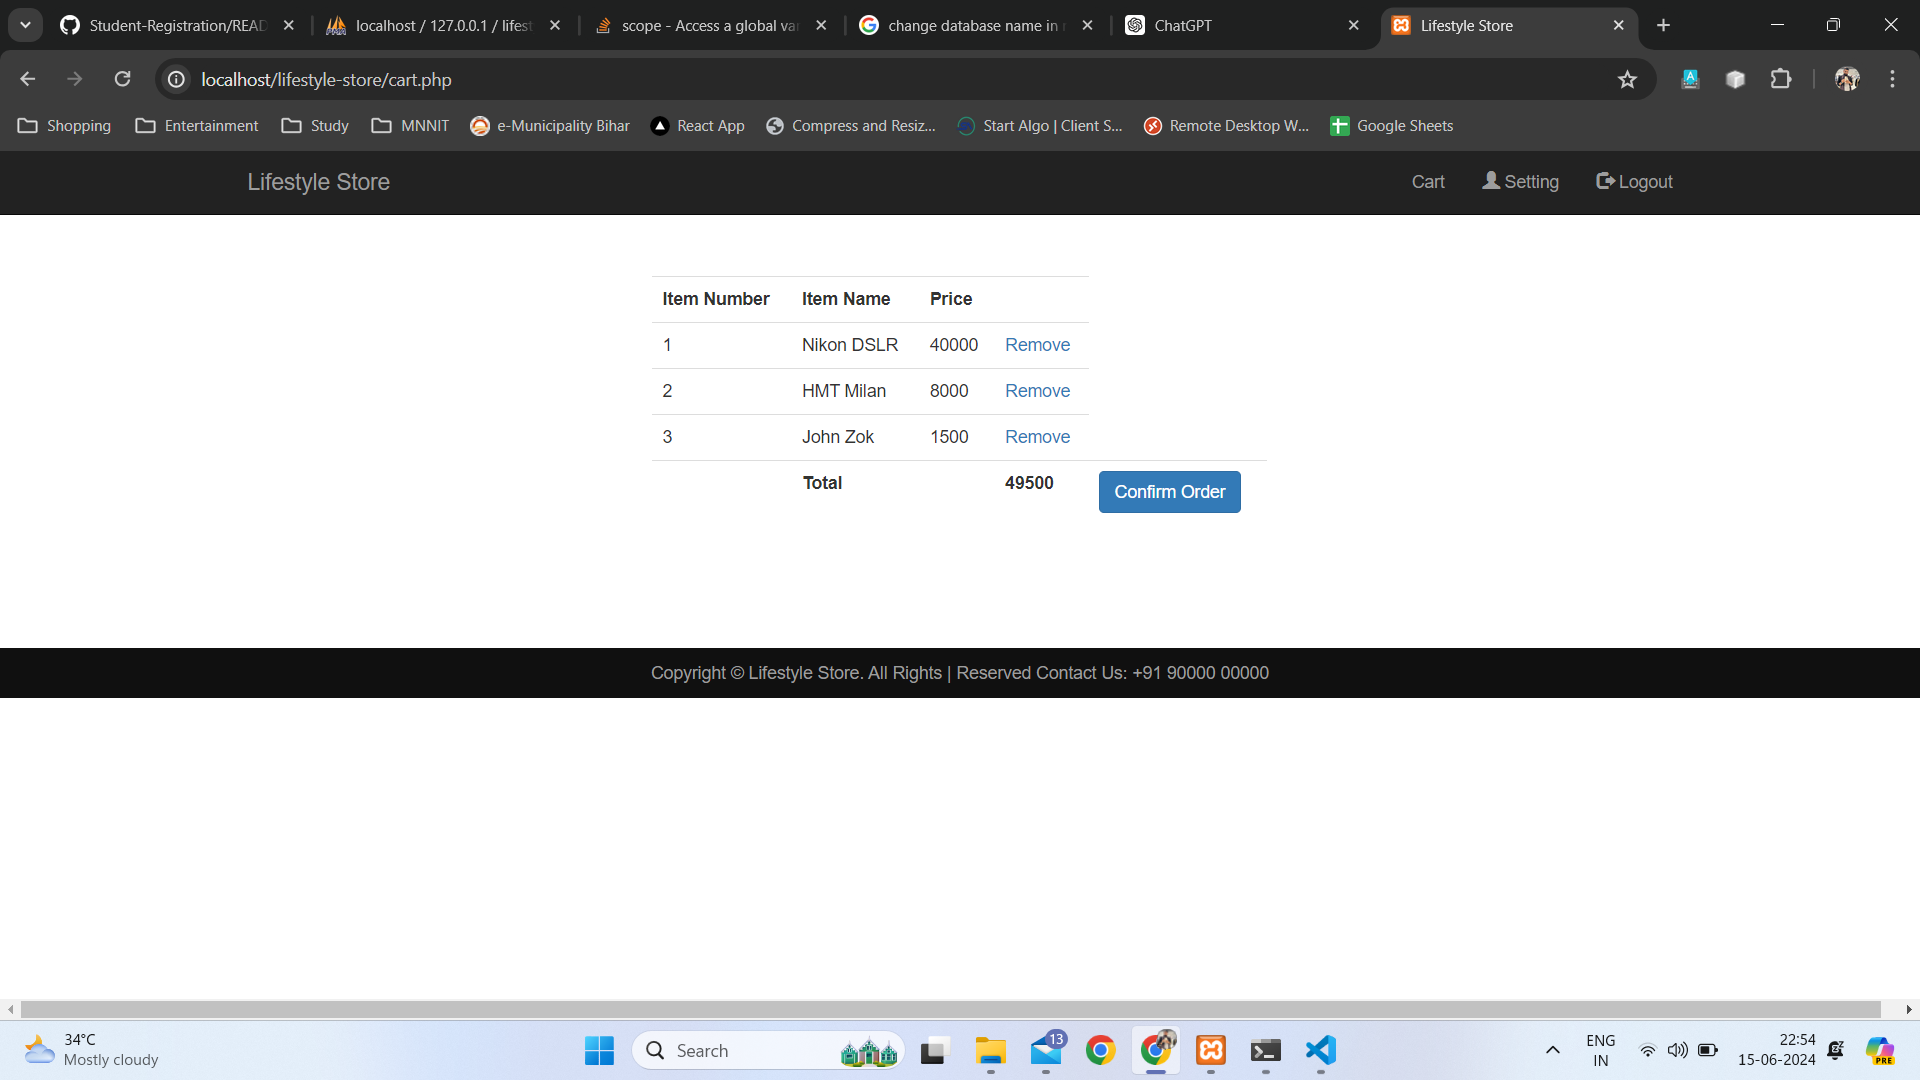 Student-Registration/READ
localhost / 127.0.0.1 / lifest
scope - Access a global va
change database name in
ChatGPT
Lifestyle Store
localhost/lifestyle-store/cart.php
Shopping
Entertainment
Study
MNNIT
e-Municipality Bihar
React App
Compress and Resiz...
Start Algo | Client S...
Remote Desktop W...
Google Sheets
Lifestyle Store
Cart
Setting
Logout
Item Number Item Name Price
1 Nikon DSLR 40000 Remove
2 HMT Milan 8000 Remove
3 John Zok 1500 Remove
Total 49500 Confirm Order
Copyright © Lifestyle Store. All Rights | Reserved Contact Us: +91 90000 00000
34°C
Mostly cloudy
Search
13
ENG
IN
22:54
15-06-2024
PRE